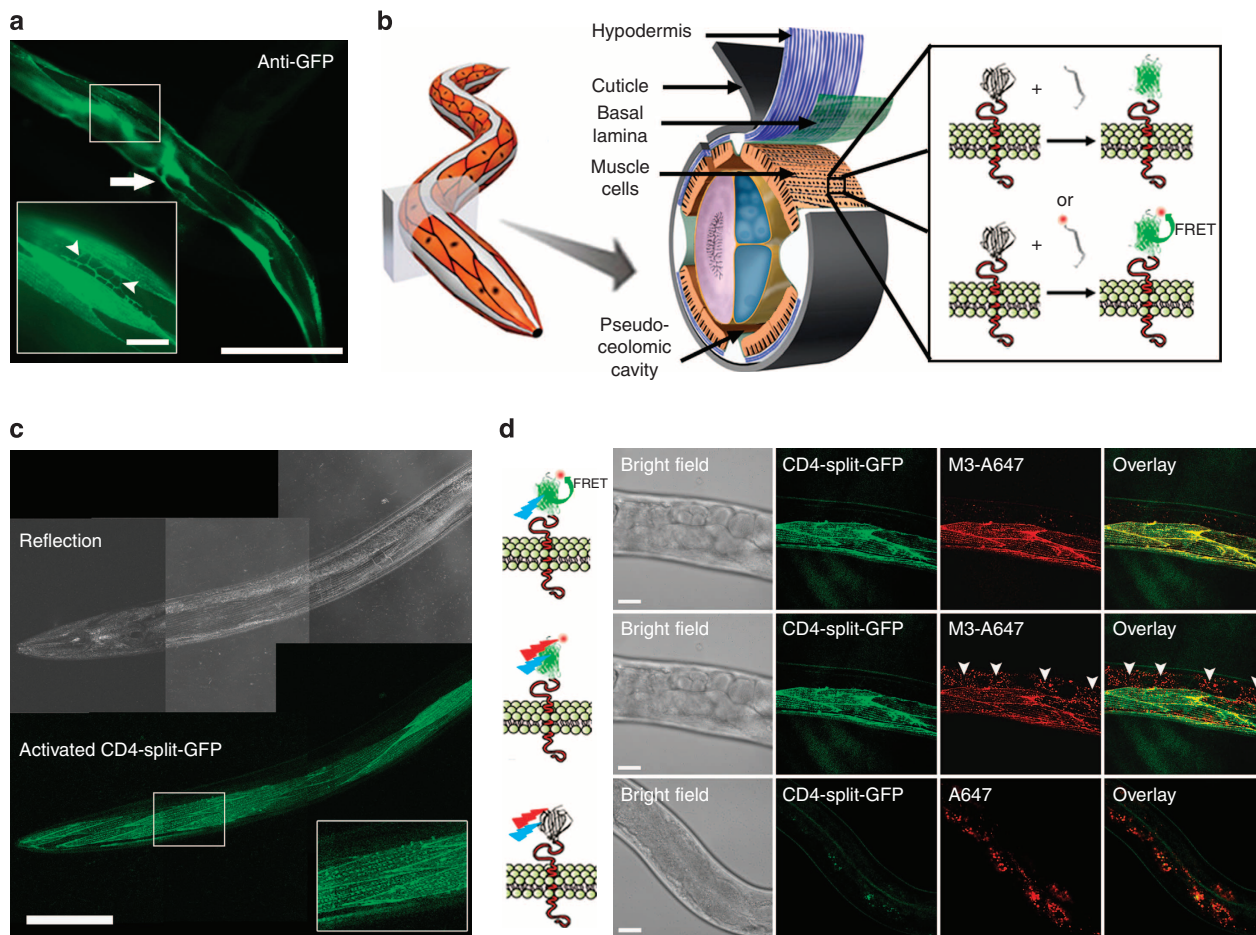 a
Anti-GFP
b
Hypodermis
Cuticle
Basal
lamina
Muscle
cells
Pseudo-
ceolomic
cavity
+
or
+
FRET
c
Reflection
Activated CD4-split-GFP
d
FRET
Bright field
CD4-split-GFP
M3-A647
Overlay
Bright field
CD4-split-GFP
M3-A647
Overlay
Bright field
CD4-split-GFP
A647
Overlay